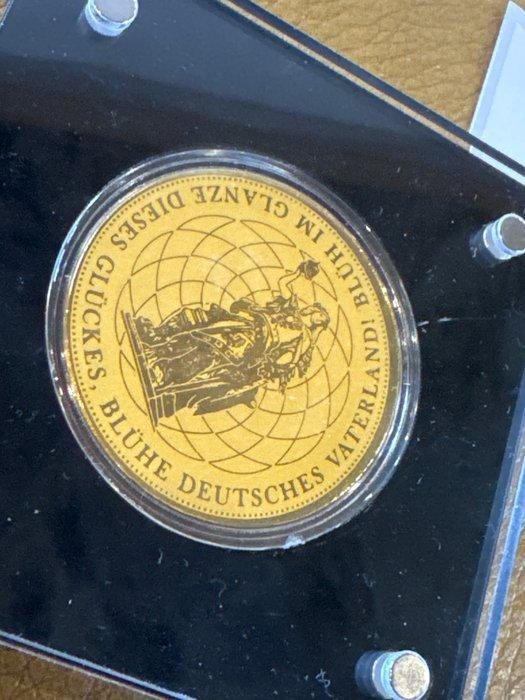 BLÜH IM GLANZE DIESES GLÜCKES, BLÜHE DEUTSCHES VATERLAND!